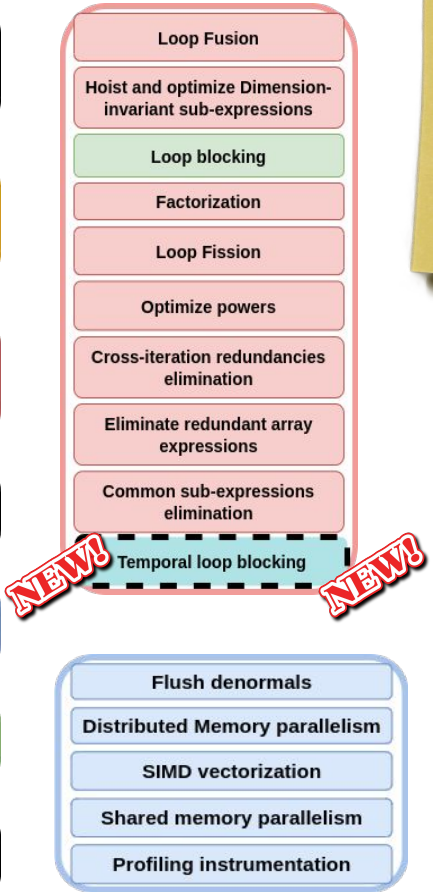 Loop Fusion
Hoist and optimize Dimension-
invariant sub-expressions
Loop blocking
Factorization
Loop Fission
Optimize powers
Cross-iteration redundancies
elimination
Eliminate redundant array
expressions
Common sub-expressions
elimination
NEW!
Temporal loop blocking
NEW!
Flush denormals
Distributed Memory parallelism
SIMD vectorization
Shared memory parallelism
Profiling instrumentation